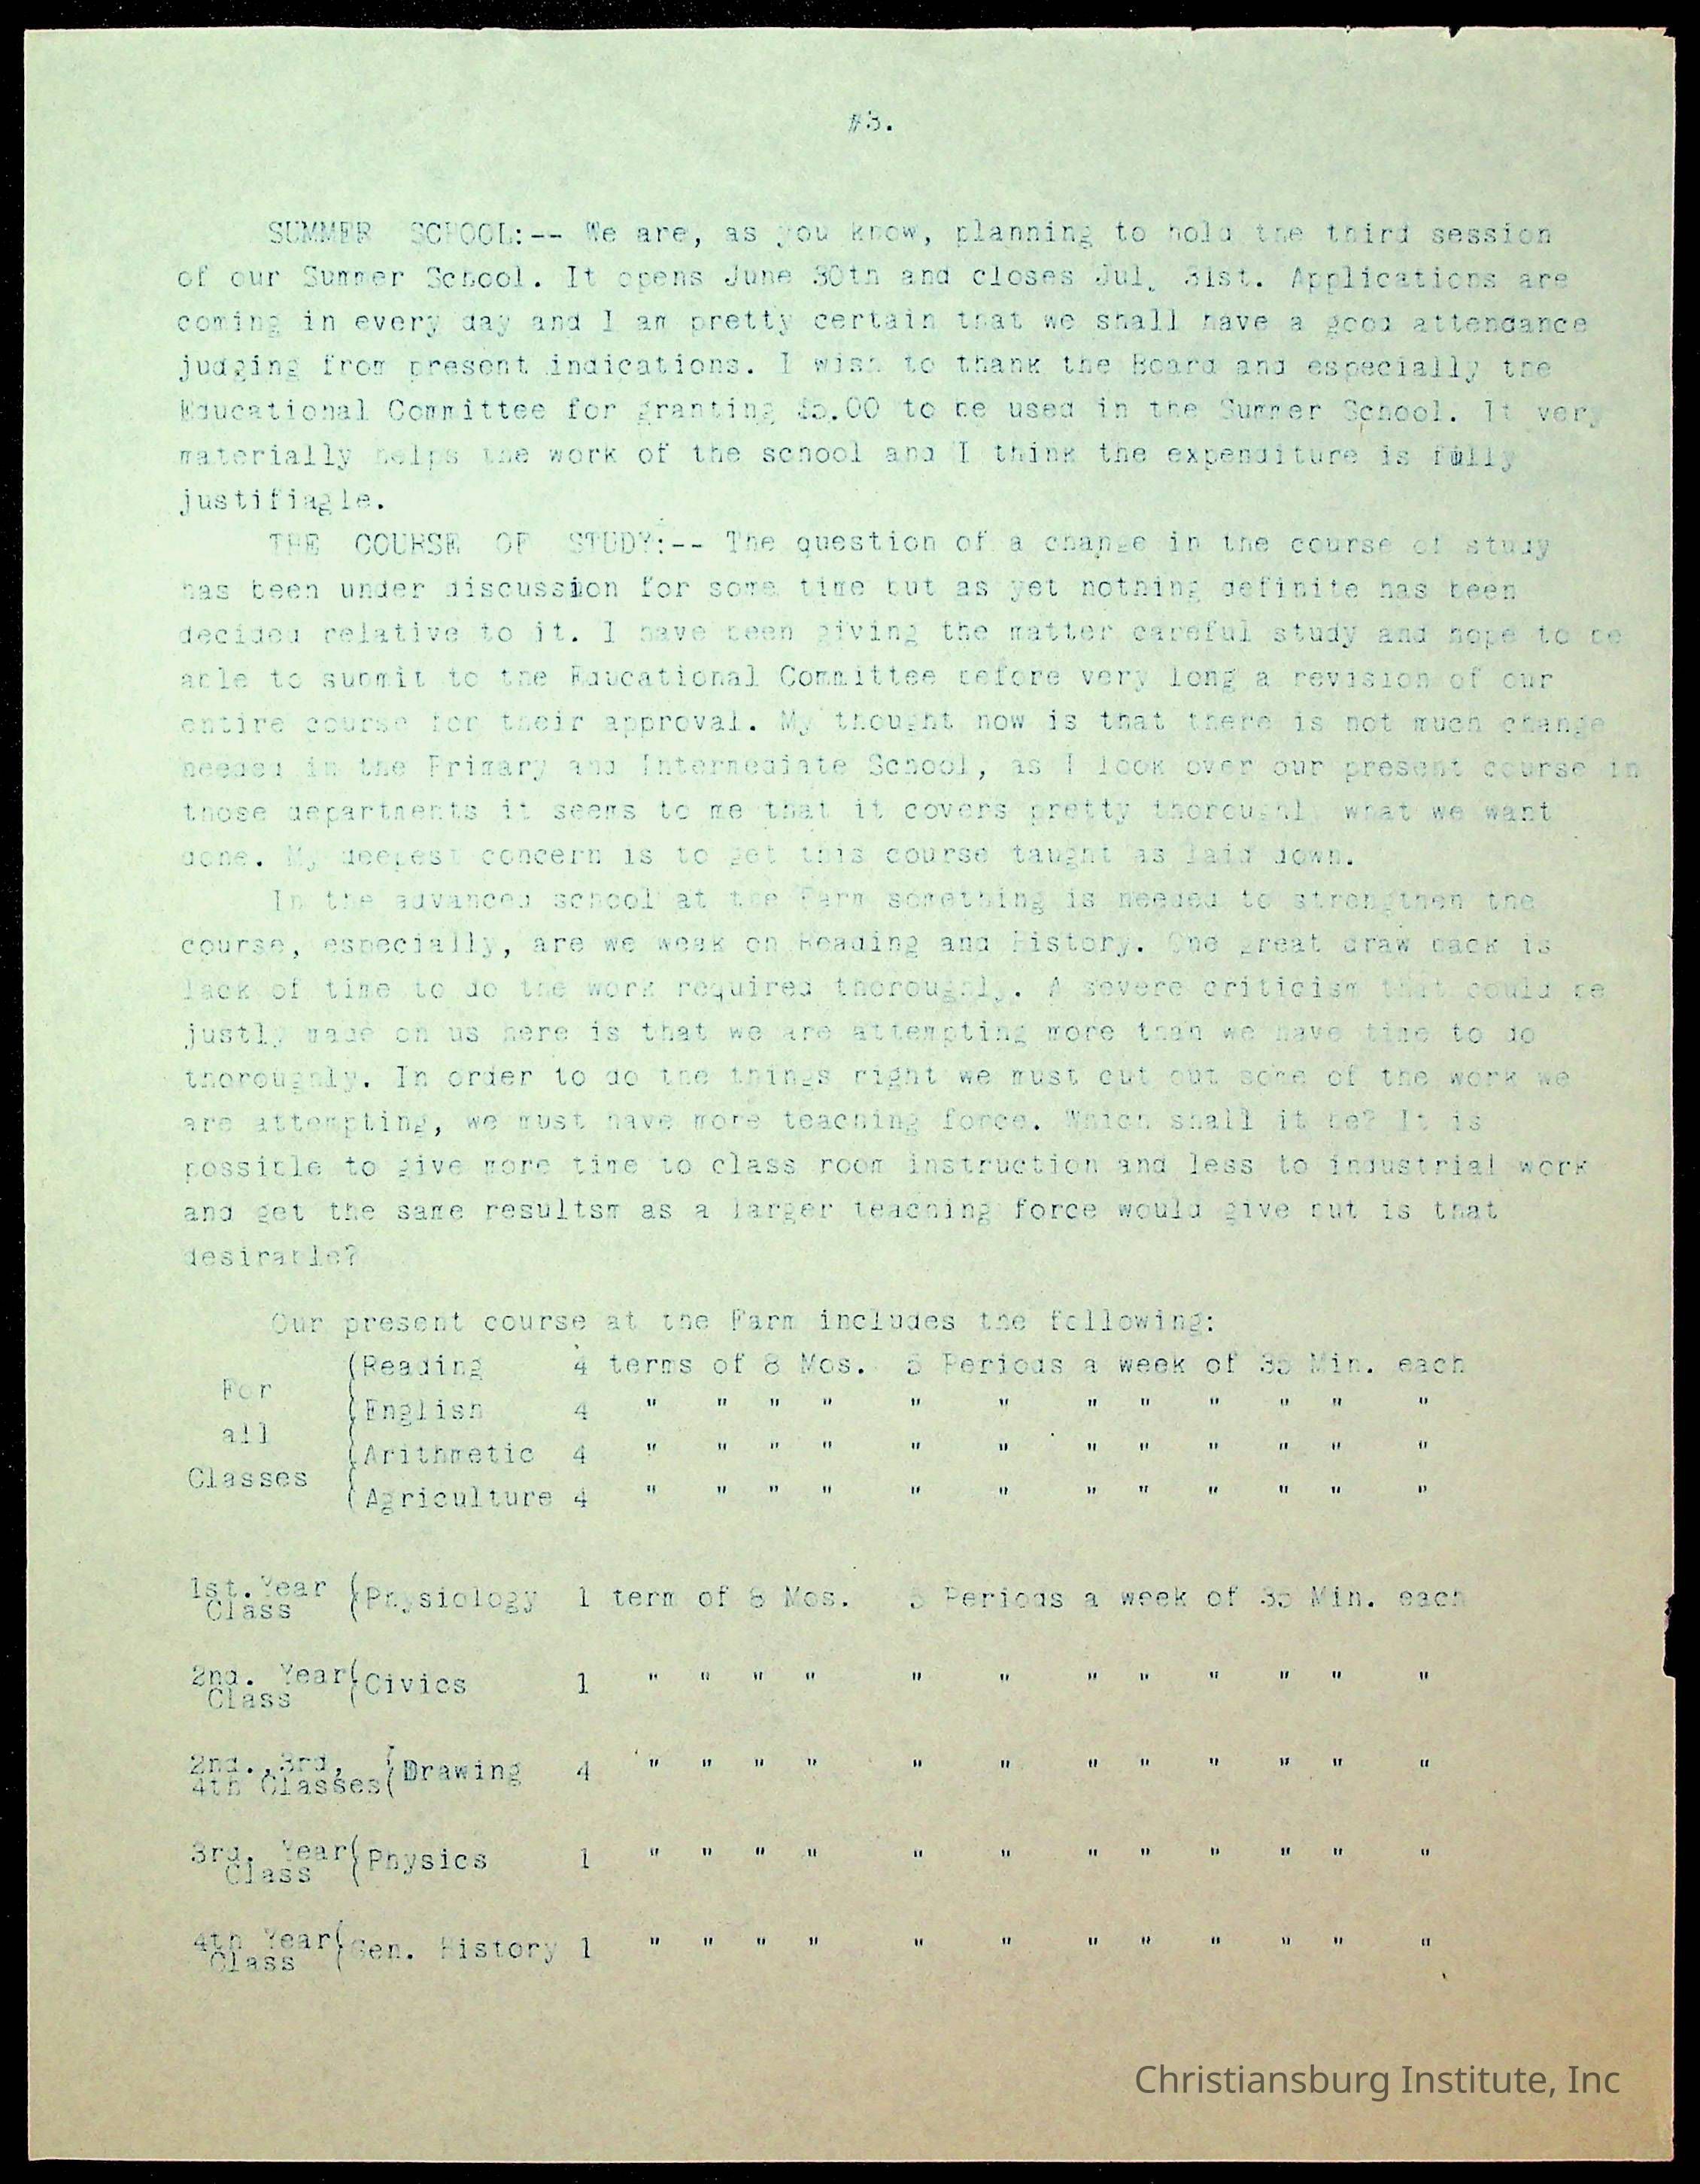 #3.
SUMMER SCHOOL:-- We are, as you know, planning to hold the third session
of our Summer School. It opens June 30th and closes July 31st. Applications are
coming in every day and I am pretty certain that we shall have a good attendance
judging from present indications. I wish to thank the Board and especially the
Educational Committee for granting to be used in the Summer School. It very
materially helps the work of the school and I think the expenditure is fully
justifiagle.
THE COURSE OF STUDY:-- The question of a change in the course of study
has been under discussion for some time but as yet nothing definite has been
decided relative to it. I have been giving the matter careful study and hope to be
able to submit to the Educational Committee before very long a revision of our
entire course for their approval. My thought now is that there is not much change
needed in the Primary and Intermediate School, as I look over our present course in
those departments it seems to me that it covers pretty thoroughly what we want
done. My deepest concern is to get this course taught as laid down.
In the advanced school at the Farm something is needed to strengthen the
course, especially, are we weak on Reading and History. One great draw back is
lack of time to do the work required thoroughly. A severe criticism that could be
justly made on us here is that we are attempting more than we have time to do
thoroughly. In order to do the things right we must cut out some of the work we
are attempting, we must have more teaching force. Which shall it be? It is
possible to give more time to class room instruction and less to industrial work
and get the same resultsm as a larger teaching force would give but is that
desirable?
Our present course at the Farm includes the following:
(Reading 4 terms of 8 Mos. 5 Periods a week of 35 Min. each
For
(English 4 " " " " " " " " " " " "
all
(Arithmetic 4 " " " " " " " " " " " "
Classes
(Agriculture 4 " " " " " " " " " " " "
1st. Year (Physiology 1 term of 8 Mos. 5 Periods a week of 35 Min. each
Class
2nd. Year (Civics 1 " " " " " " " " " " " "
Class
2nd.,3rd, (Drawing 4 " " " " " " " " " " " "
4th Classes(
3rd. Year (Physics 1 " " " " " " " " " " " "
Class
4th Year (Gen. History 1 " " " " " " " " " " " "
Class
Christiansburg Institute, Inc